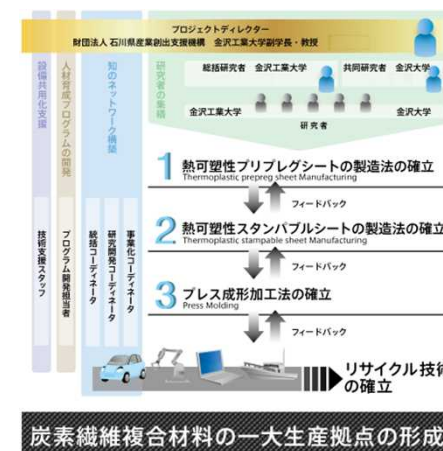 プロジェクトディレクター
財団法人 石川県産業創出支援機構 金沢工業大学副学長・教授
設備共用化支援
人材育成プログラムの開発
知のネットワーク構築
研究者の集積
総括研究者 金沢工業大学
共同研究者 金沢大学
金沢工業大学
金沢大学
研究者
1 熱可塑性プリプレグシートの製造法の確立
Thermoplastic prepreg sheet Manufacturing
フィードバック
2 熱可塑性スタンパブルシートの製造法の確立
Thermoplastic stampable sheet Manufacturing
フィードバック
3 プレス成形加工法の確立
Press Molding
フィードバック
技術支援スタッフ
プログラム開発担当者
統括コーディネータ
研究開発コーディネータ
事業化コーディネータ
リサイクル技術
の確立
炭素繊維複合材料の一大生産拠点の形成